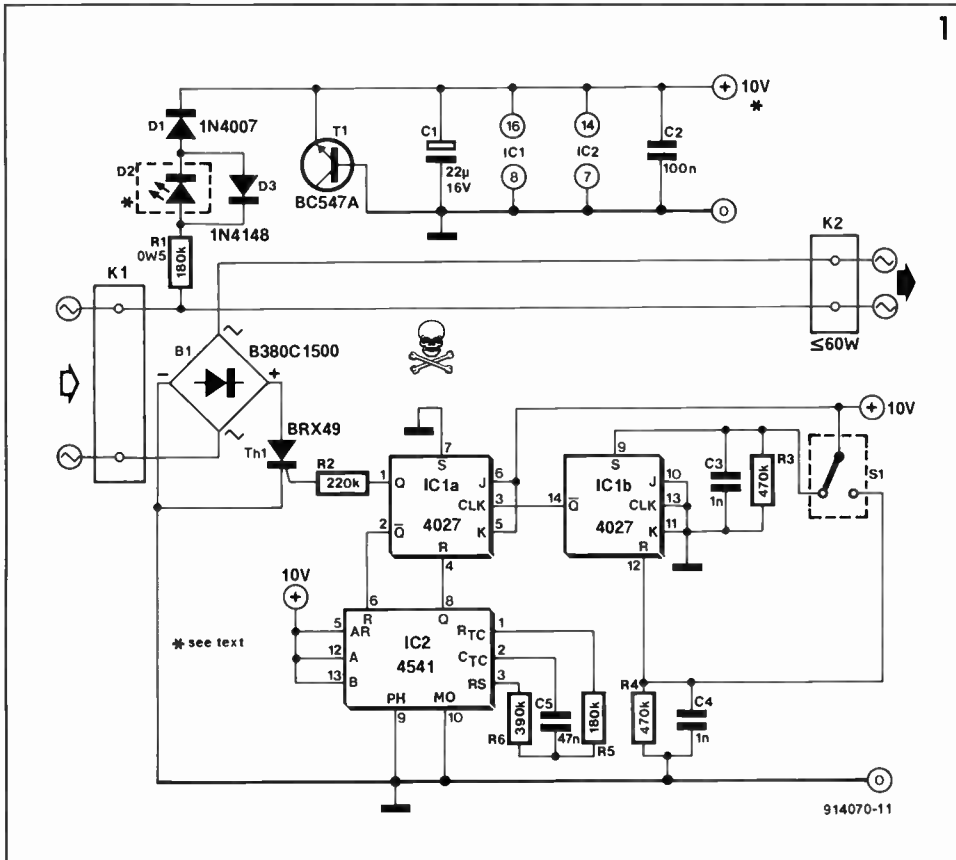 1
10V
*
D1
1N4007
D2
*
D3
1N4148
T1
BC547A
C1
22µ
16V
16
IC1
8
14
IC2
7
C2
100n
0
R1
0W5
180k
K1
K2
≤60W
B1
B380C1500
−
+
Th1
BRX49
R2
220k
7
S
1
Q
IC1a
4027
J
6
CLK
3
K
5
2
Q̅
R
4
9
S
14
Q̅
IC1b
4027
J
10
CLK
13
K
11
R
12
C3
1n
R3
470k
10V
S1
10V
6
R
8
Q
5
AR
12
A
13
B
IC2
4541
RTC
1
CTC
2
RS
3
PH
9
MO
10
R6
390k
C5
47n
180k
R5
R4
470k
C4
1n
* see text
0
914070-11